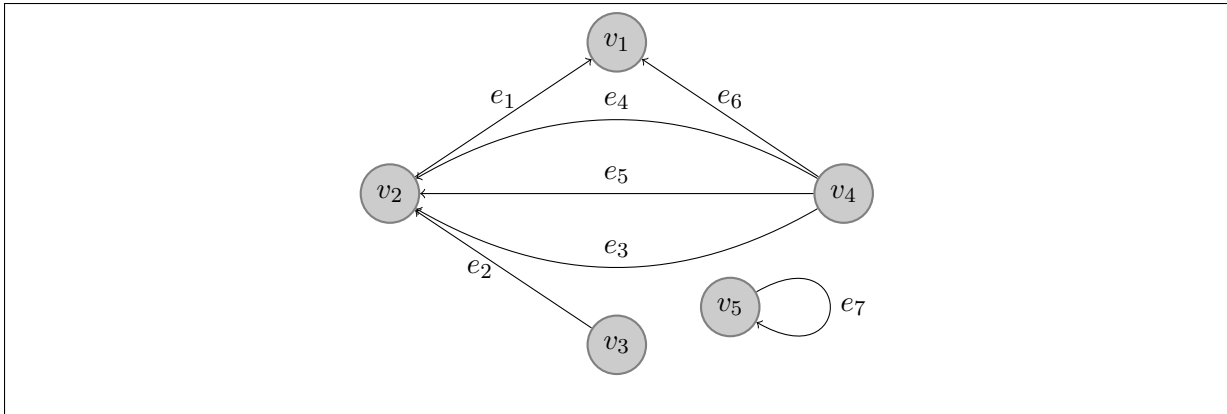 v₁
e₁
e₄
e₆
v₂
e₅
v₄
e₃
e₂
v₅
e₇
v₃